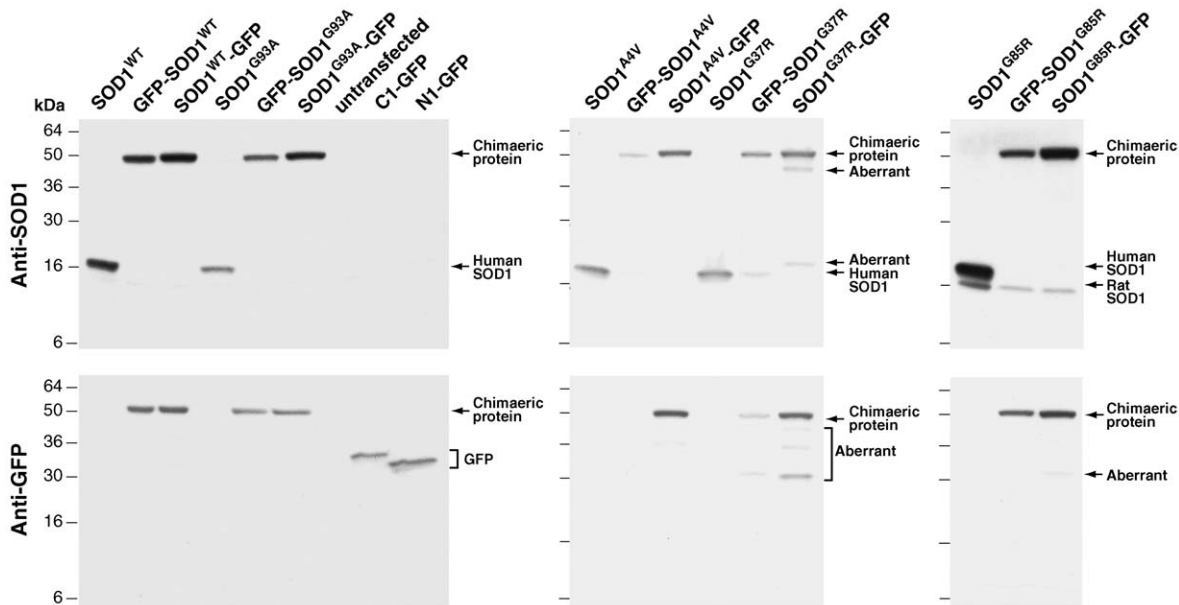 SOD1WT
GFP-SOD1WT
SOD1WT-GFP
SOD1G93A
GFP-SOD1G93A
SOD1G93A-GFP
untransfected
C1-GFP
N1-GFP
SOD1A4V
GFP-SOD1A4V
SOD1A4V-GFP
SOD1G37R
GFP-SOD1G37R
SOD1G37R-GFP
SOD1G85R
GFP-SOD1G85R
SOD1G85R-GFP
kDa
Anti-SOD1
64
50
36
30
16
6
Chimaeric
protein
Human
SOD1
Chimaeric
protein
Aberrant
Aberrant
Human
SOD1
Chimaeric
protein
Human
SOD1
Rat
SOD1
Anti-GFP
64
50
36
30
16
6
Chimaeric
protein
GFP
Chimaeric
protein
Aberrant
Chimaeric
protein
Aberrant